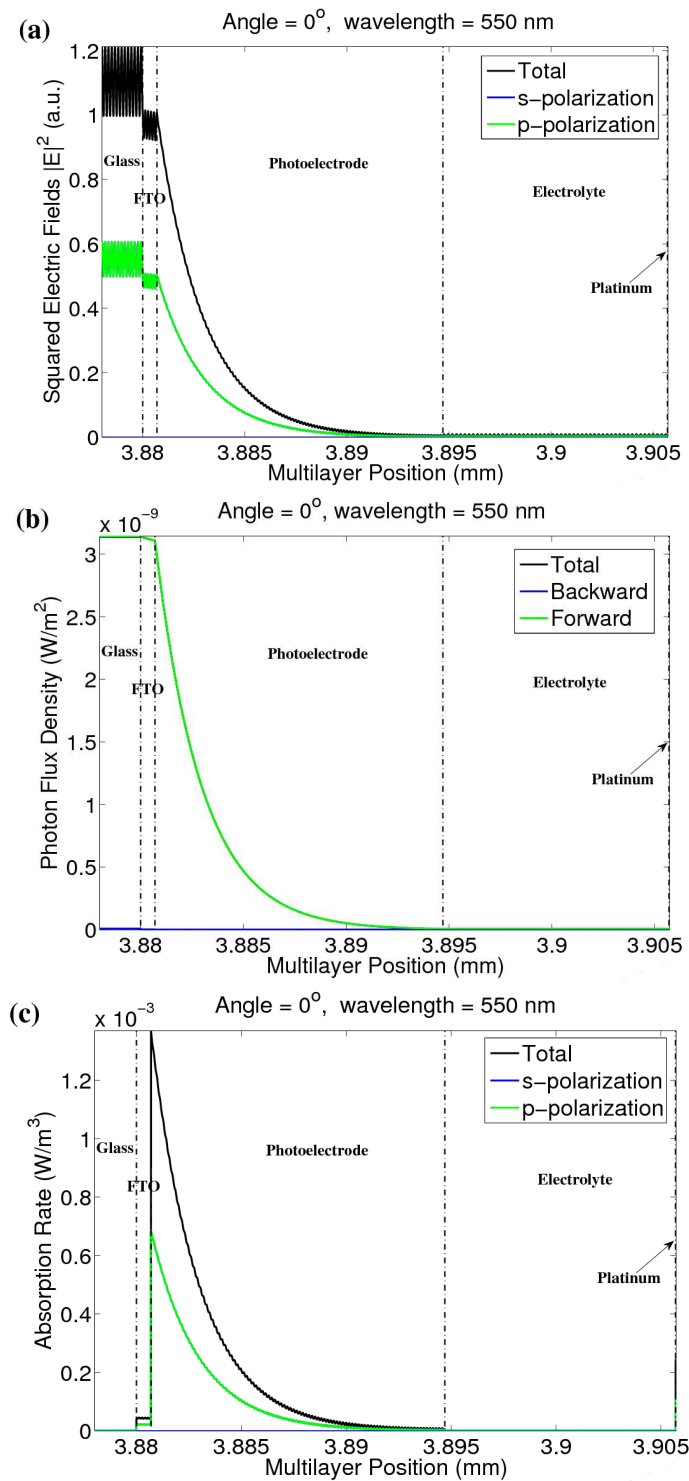 (a)
Angle = 0°, wavelength = 550 nm
Squared Electric Fields |E|² (a.u.)
1.2
1
0.8
0.6
0.4
0.2
0
Total
s-polarization
p-polarization
Glass
FTO
Photoelectrode
Electrolyte
Platinum
3.88 3.885 3.89 3.895 3.9 3.905
Multilayer Position (mm)
(b)
x 10⁻⁹
Angle = 0°, wavelength = 550 nm
Photon Flux Density (W/m²)
3
2.5
2
1.5
1
0.5
0
Total
Backward
Forward
Glass
FTO
Photoelectrode
Electrolyte
Platinum
3.88 3.885 3.89 3.895 3.9 3.905
Multilayer Position (mm)
(c)
x 10⁻³
Angle = 0°, wavelength = 550 nm
Absorption Rate (W/m³)
1.2
1
0.8
0.6
0.4
0.2
0
Total
s-polarization
p-polarization
Glass
FTO
Photoelectrode
Electrolyte
Platinum
3.88 3.885 3.89 3.895 3.9 3.905
Multilayer Position (mm)